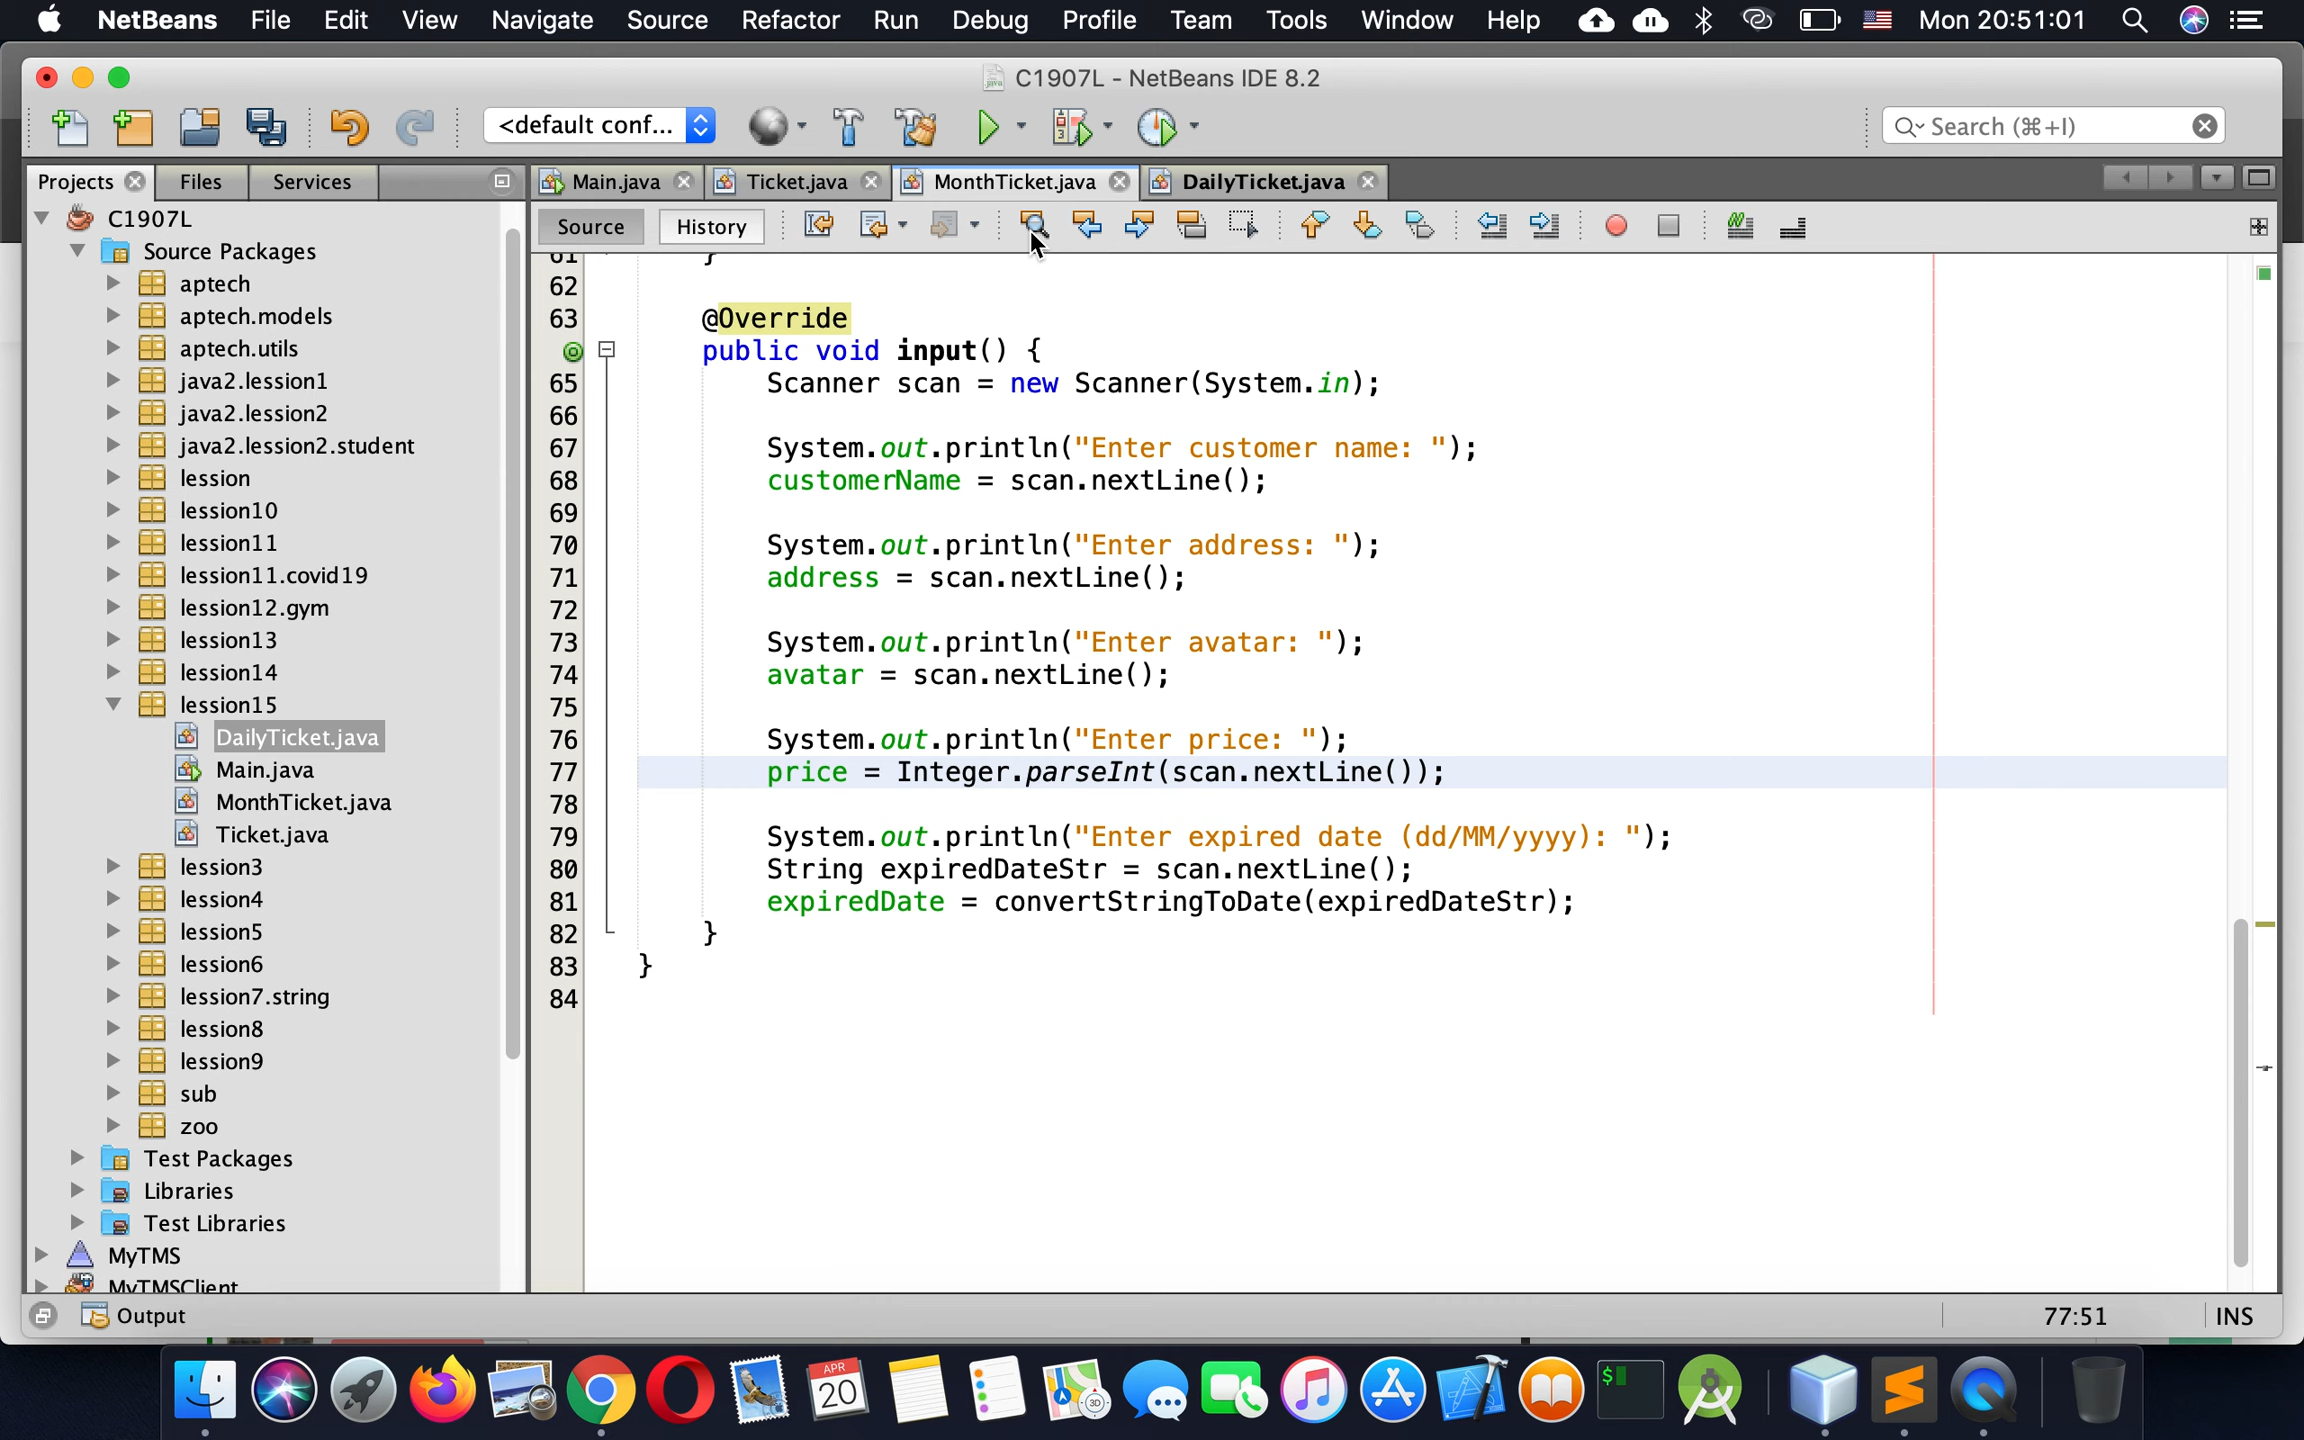 NetBeans File Edit View Navigate Source Refactor Run Debug Profile Team Tools Window Help Mon 20:51:01
C1907L - NetBeans IDE 8.2
<default conf... Search (⌘+I)
Projects Files Services Main.java Ticket.java MonthTicket.java DailyTicket.java
Source History
C1907L
Source Packages
aptech
aptech.models
aptech.utils
java2.lession1
java2.lession2
java2.lession2.student
lession
lession10
lession11
lession11.covid19
lession12.gym
lession13
lession14
lession15
DailyTicket.java
Main.java
MonthTicket.java
Ticket.java
lession3
lession4
lession5
lession6
lession7.string
lession8
lession9
sub
zoo
Test Packages
Libraries
Test Libraries
MyTMS
MyTMSClient
61 }
62
63 @Override
public void input() {
65 Scanner scan = new Scanner(System.in);
66
67 System.out.println("Enter customer name: ");
68 customerName = scan.nextLine();
69
70 System.out.println("Enter address: ");
71 address = scan.nextLine();
72
73 System.out.println("Enter avatar: ");
74 avatar = scan.nextLine();
75
76 System.out.println("Enter price: ");
77 price = Integer.parseInt(scan.nextLine());
78
79 System.out.println("Enter expired date (dd/MM/yyyy): ");
80 String expiredDateStr = scan.nextLine();
81 expiredDate = convertStringToDate(expiredDateStr);
82 }
83 }
84
Output 77:51 INS
APR
20
3D
$